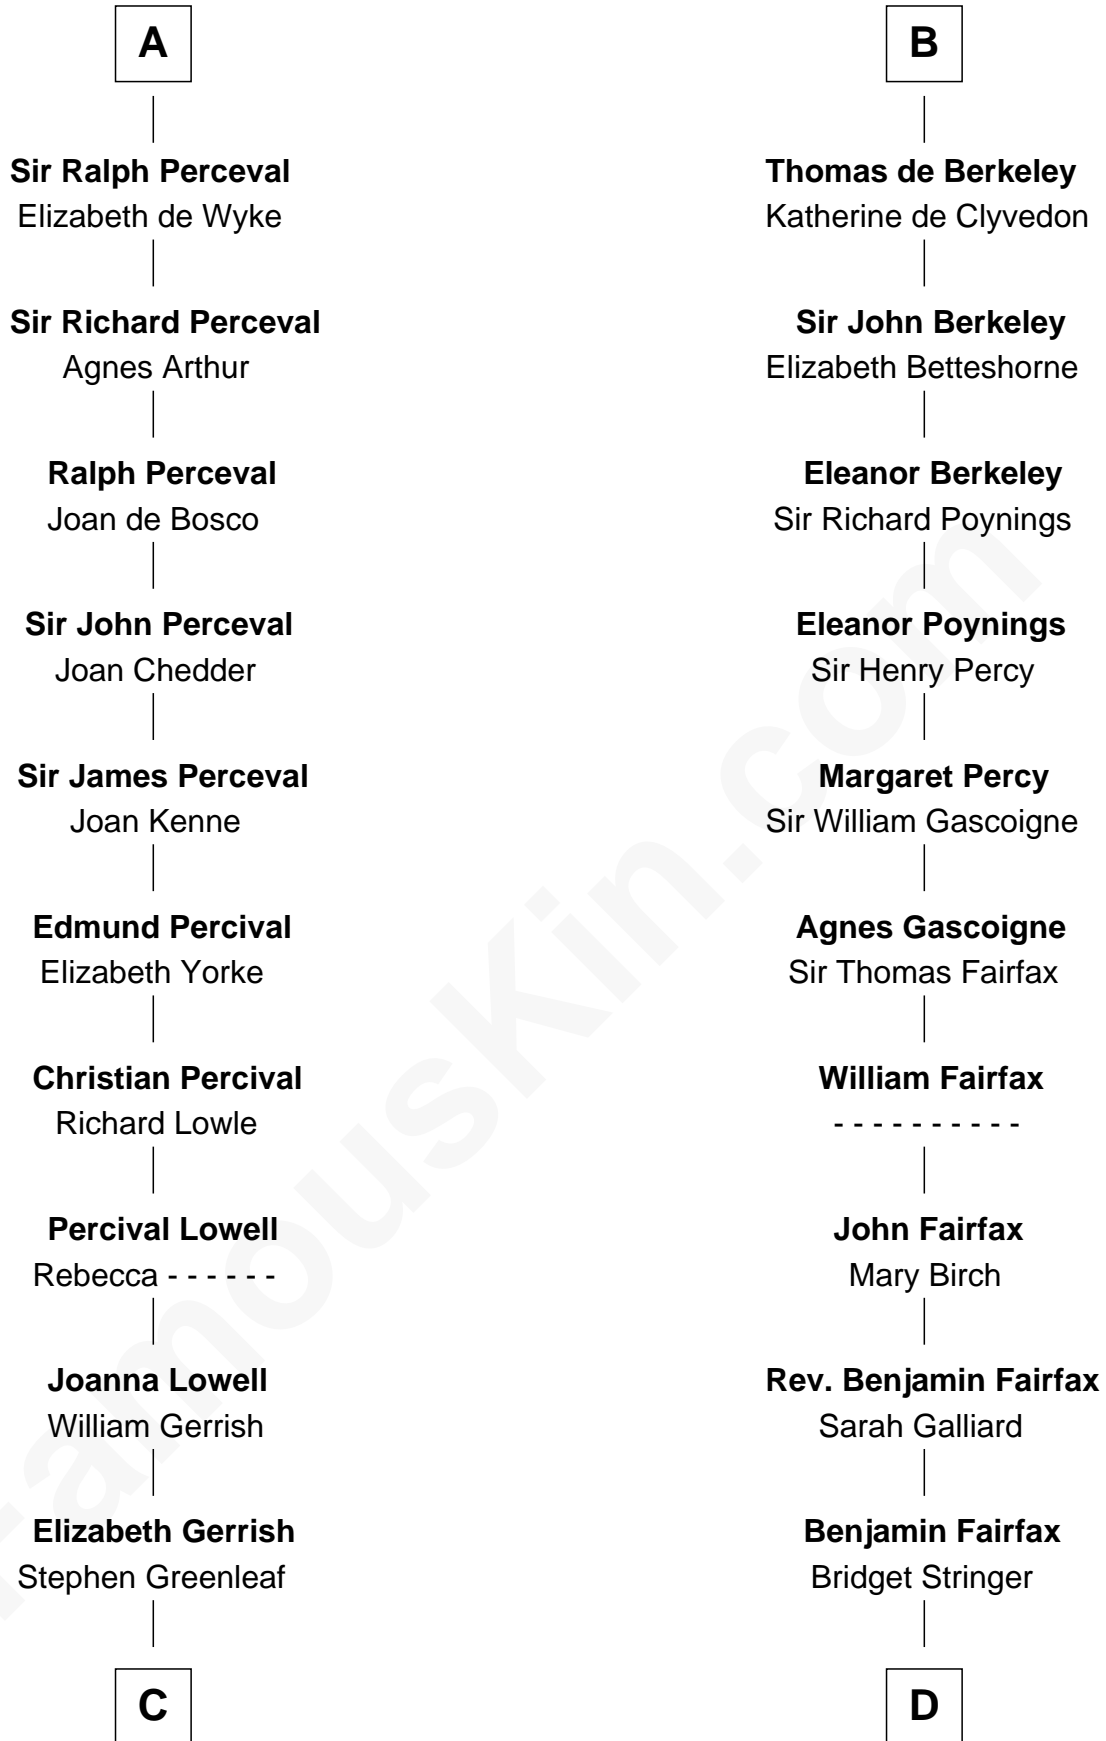 A
Sir Ralph Perceval
Elizabeth de Wyke
Sir Richard Perceval
Agnes Arthur
Ralph Perceval
Joan de Bosco
Sir John Perceval
Joan Chedder
Sir James Perceval
Joan Kenne
Edmund Percival
Elizabeth Yorke
Christian Percival
Richard Lowle
Percival Lowell
Rebecca - - - - - -
Joanna Lowell
William Gerrish
Elizabeth Gerrish
Stephen Greenleaf
C
B
Thomas de Berkeley
Katherine de Clyvedon
Sir John Berkeley
Elizabeth Betteshorne
Eleanor Berkeley
Sir Richard Poynings
Eleanor Poynings
Sir Henry Percy
Margaret Percy
Sir William Gascoigne
Agnes Gascoigne
Sir Thomas Fairfax
William Fairfax
- - - - - - - - - -
John Fairfax
Mary Birch
Rev. Benjamin Fairfax
Sarah Galliard
Benjamin Fairfax
Bridget Stringer
D
FamousKin.com